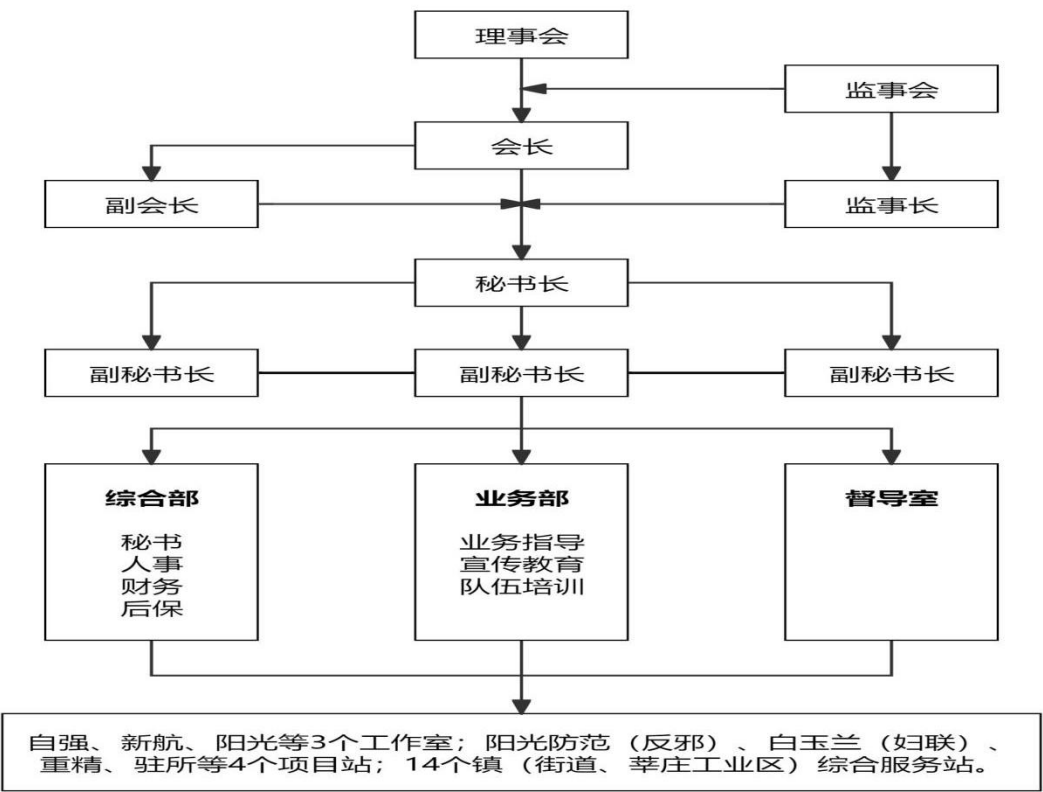 理事会
监事会
会长
副会长
监事长
秘书长
副秘书长
副秘书长
副秘书长
综合部
秘书
人事
财务
后保
业务部
业务指导
宣传教育
队伍培训
督导室
自强、新航、阳光等3个工作室；阳光防范（反邪）、白玉兰（妇联）、
重精、驻所等4个项目站；14个镇（街道、莘庄工业区）综合服务站。